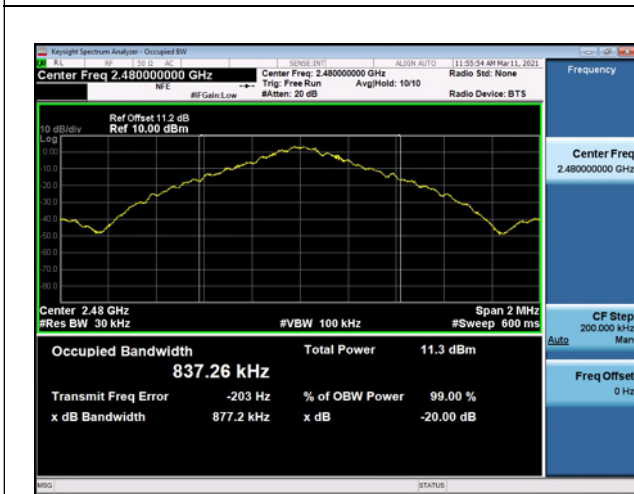 Keysight Spectrum Analyzer - Occupied BW
RL RF 50 Ω AC SENSE:INT ALIGN AUTO 11:55:54 AM Mar 11, 2021
Center Freq 2.480000000 GHz
NFE
#IFGain:Low
Center Freq: 2.480000000 GHz
Trig: Free Run Avg|Hold: 10/10
#Atten: 20 dB
Radio Std: None
Radio Device: BTS
Frequency
Ref Offset 11.2 dB
10 dB/div Ref 10.00 dBm
Log
0.00
-10.0
-20.0
-30.0
-40.0
-50.0
-60.0
-70.0
-80.0
Center Freq
2.480000000 GHz
Center 2.48 GHz Span 2 MHz
#Res BW 30 kHz #VBW 100 kHz #Sweep 600 ms
CF Step
200.000 kHz
Auto Man
Occupied Bandwidth Total Power 11.3 dBm
837.26 kHz
Transmit Freq Error -203 Hz % of OBW Power 99.00 %
x dB Bandwidth 877.2 kHz x dB -20.00 dB
Freq Offset
0 Hz
MSG STATUS